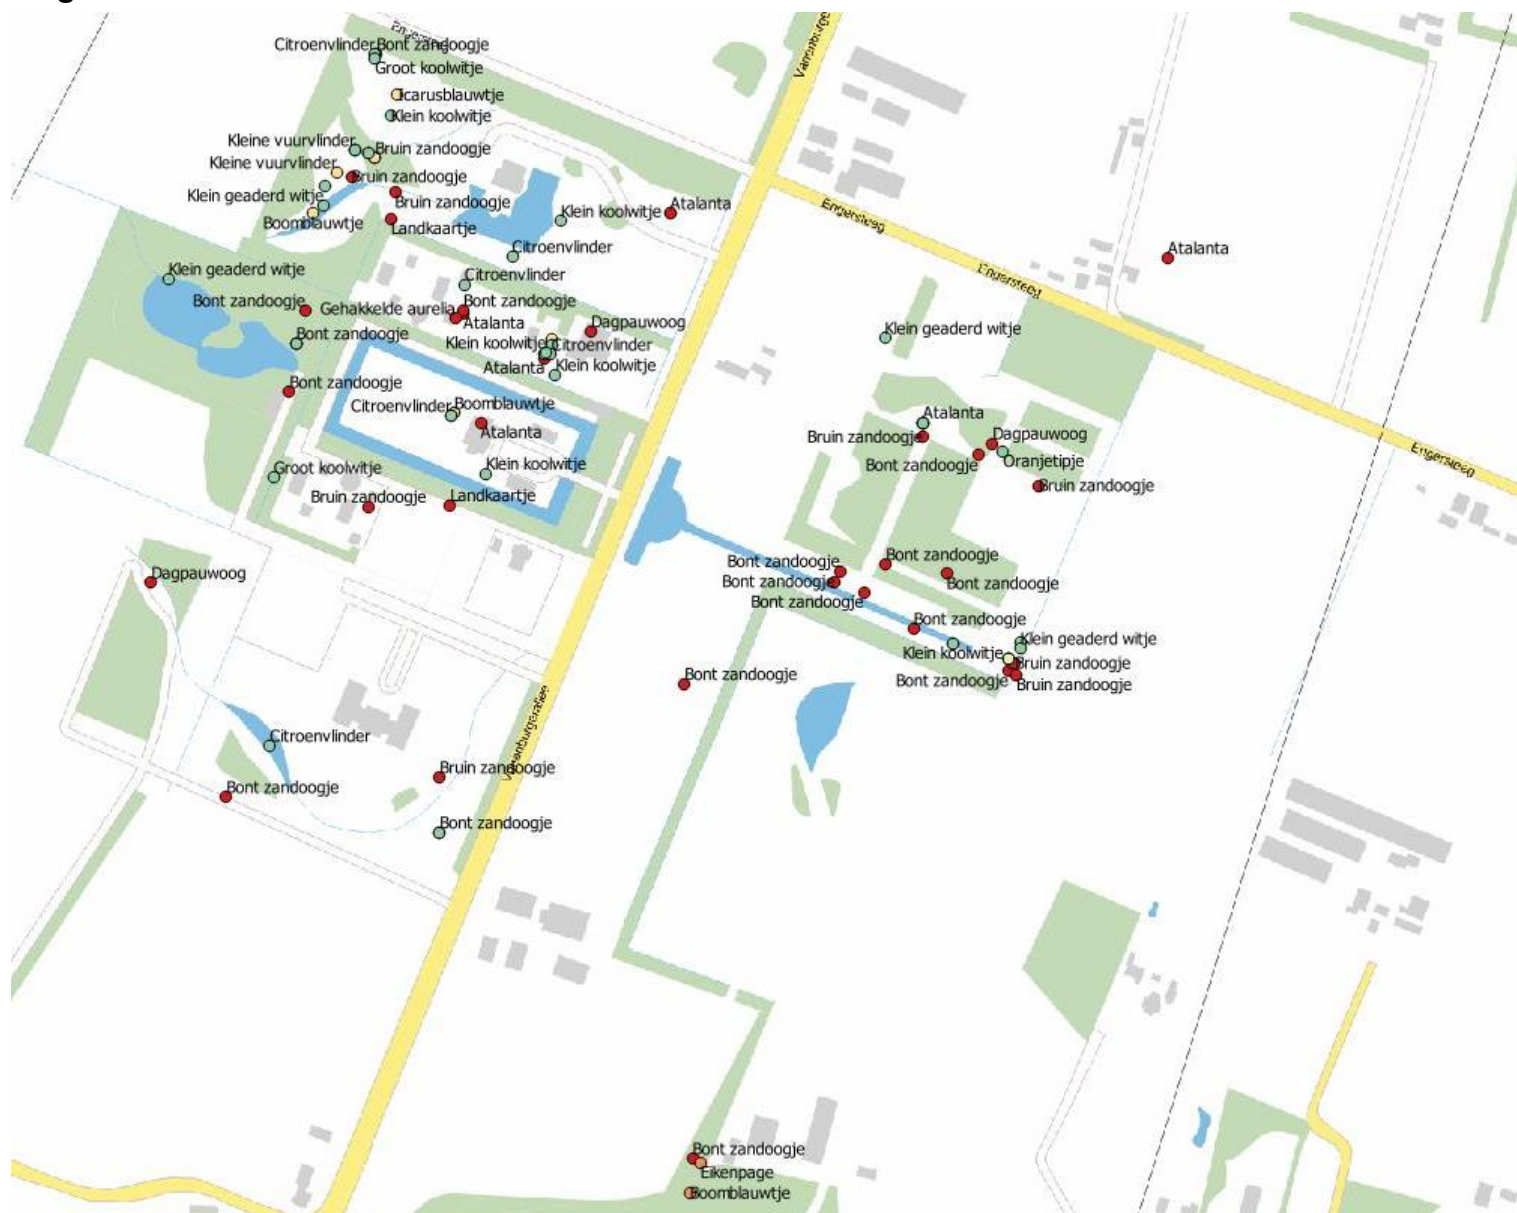 Engersteeg
Citroenvlinder
Bont zandoogje
Groot koolwitje
Icarusblauwtje
Klein koolwitje
Kleine vuurvlinder
Bruin zandoogje
Kleine vuurvlinder
Bruin zandoogje
Klein geaderd witje
Bruin zandoogje
Boomblauwtje
Landkaartje
Klein koolwitje
Atalanta
Engersteeg
Citroenvlinder
Atalanta
Klein geaderd witje
Citroenvlinder
Engersteeg
Bont zandoogje
Gehakkelde aurelia
Bont zandoogje
Atalanta
Dagpauwoog
Bont zandoogje
Klein koolwitje
Citroenvlinder
Klein geaderd witje
Atalanta
Klein koolwitje
Bont zandoogje
Citroenvlinder
Boomblauwtje
Atalanta
Atalanta
Bruin zandoogje
Dagpauwoog
Engersteeg
Groot koolwitje
Klein koolwitje
Bont zandoogje
Oranjetipje
Bruin zandoogje
Landkaartje
Bruin zandoogje
Bont zandoogje
Bont zandoogje
Dagpauwoog
Bont zandoogje
Bont zandoogje
Bont zandoogje
Bont zandoogje
Klein geaderd witje
Klein koolwitje
Bruin zandoogje
Bont zandoogje
Bont zandoogje
Bruin zandoogje
Citroenvlinder
Bruin zandoogje
Bont zandoogje
Bont zandoogje
Bont zandoogje
Eikenpage
Boomblauwtje